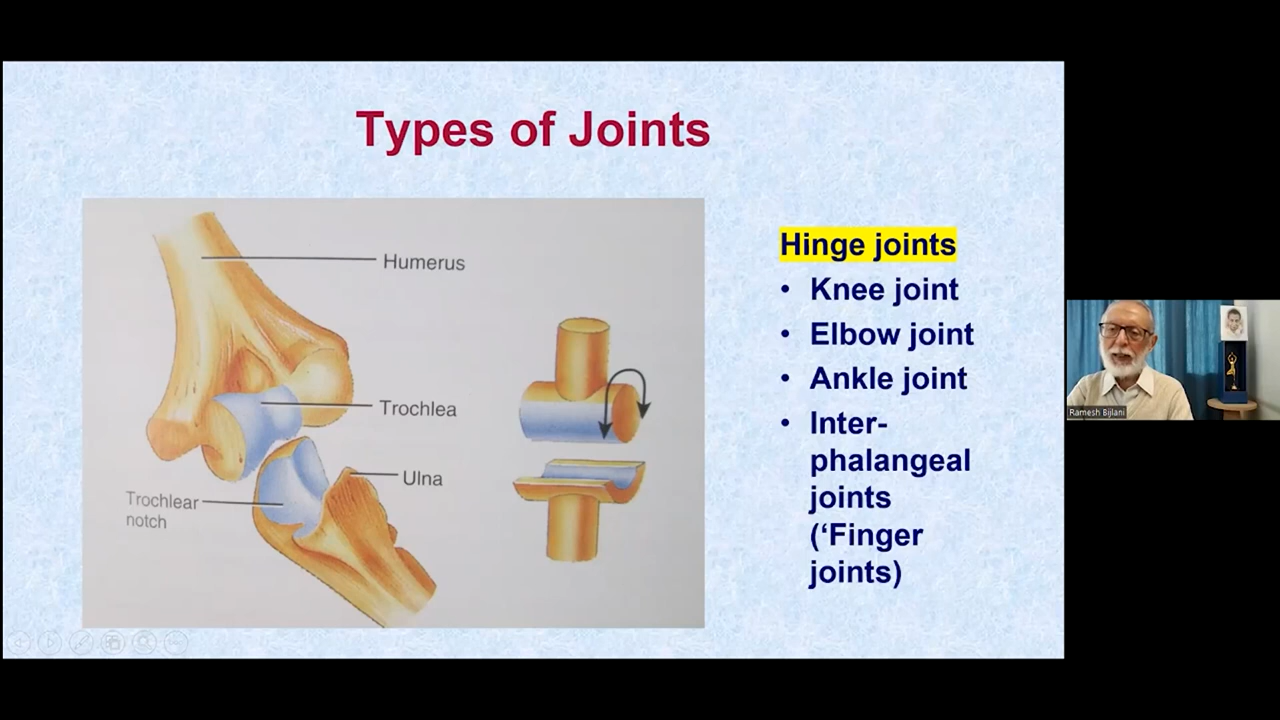 Types of Joints
Humerus
Trochlea
Ulna
Trochlear
notch
Hinge joints
• Knee joint
• Elbow joint
• Ankle joint
• Inter-
phalangeal
joints
(‘Finger
joints)
Ramesh Bijlani